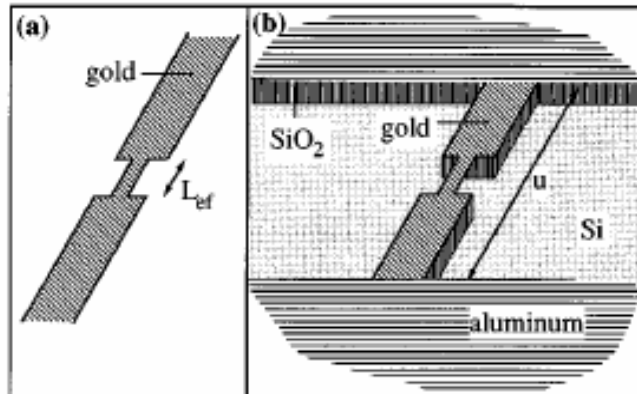 (a)
gold
L_ef
(b)
SiO₂
gold
u
Si
aluminum